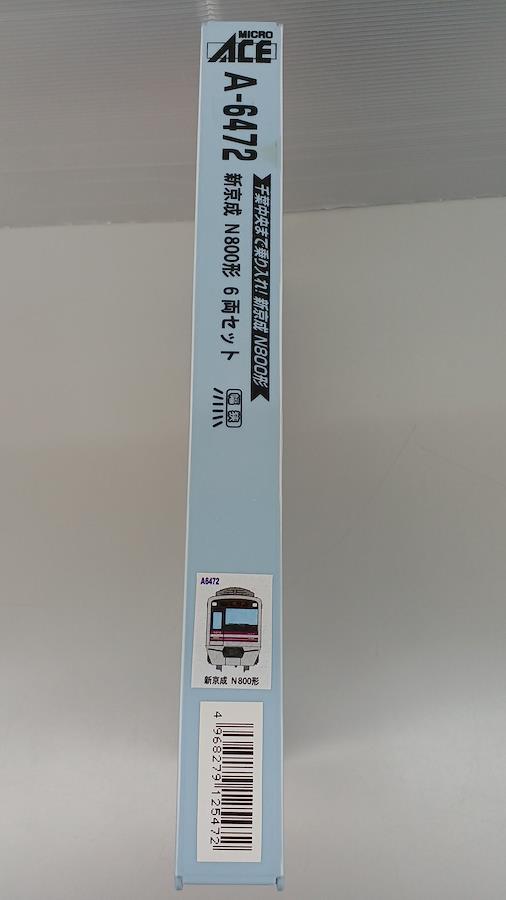 MICRO
ACE
A-6472
千葉中央まで乗り入れ! 新京成 N800形
新京成 N800形 6両セット
A6472
新京成 N800形
4 968279 125472